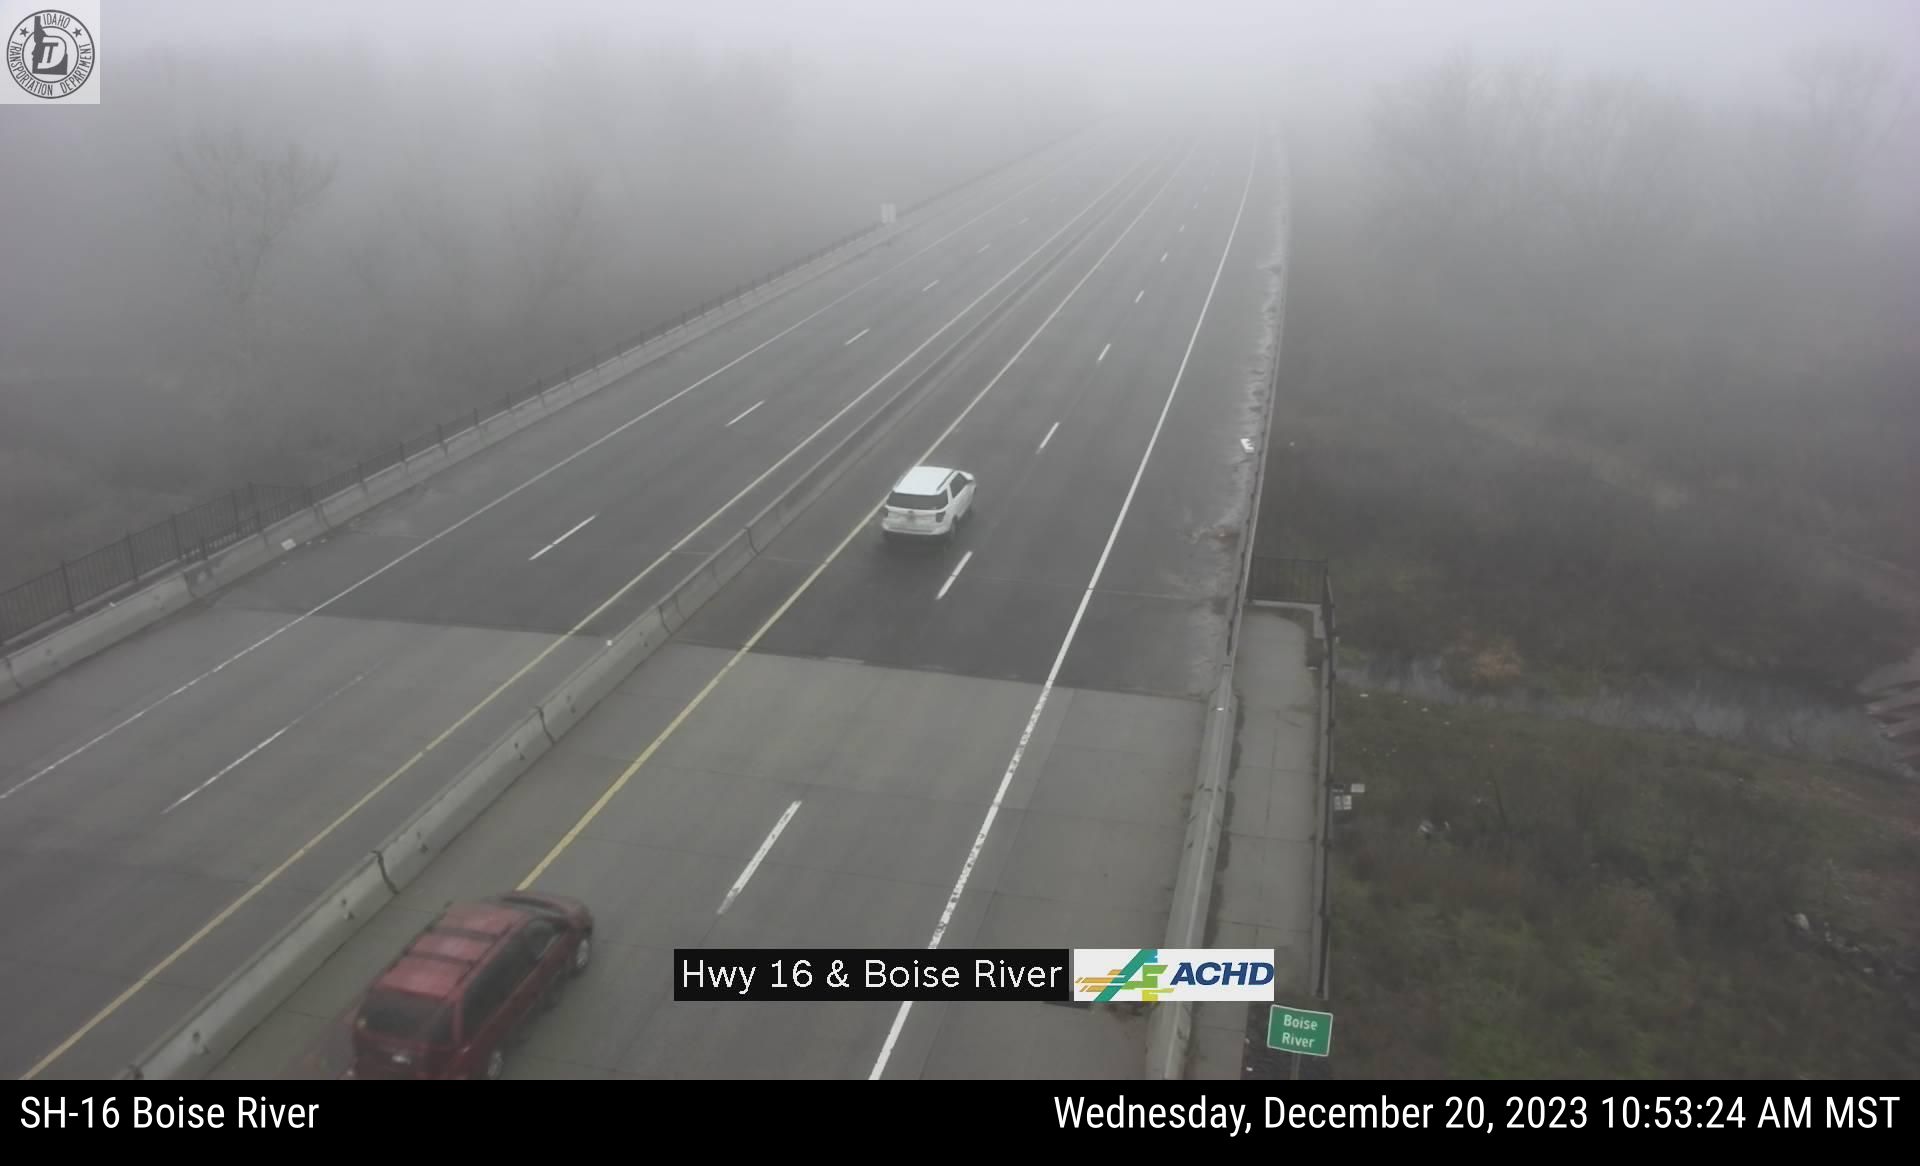 IDAHO
TRANSPORTATION DEPARTMENT
Hwy 16 & Boise River
ACHD
Boise
River
SH-16 Boise River
Wednesday, December 20, 2023 10:53:24 AM MST